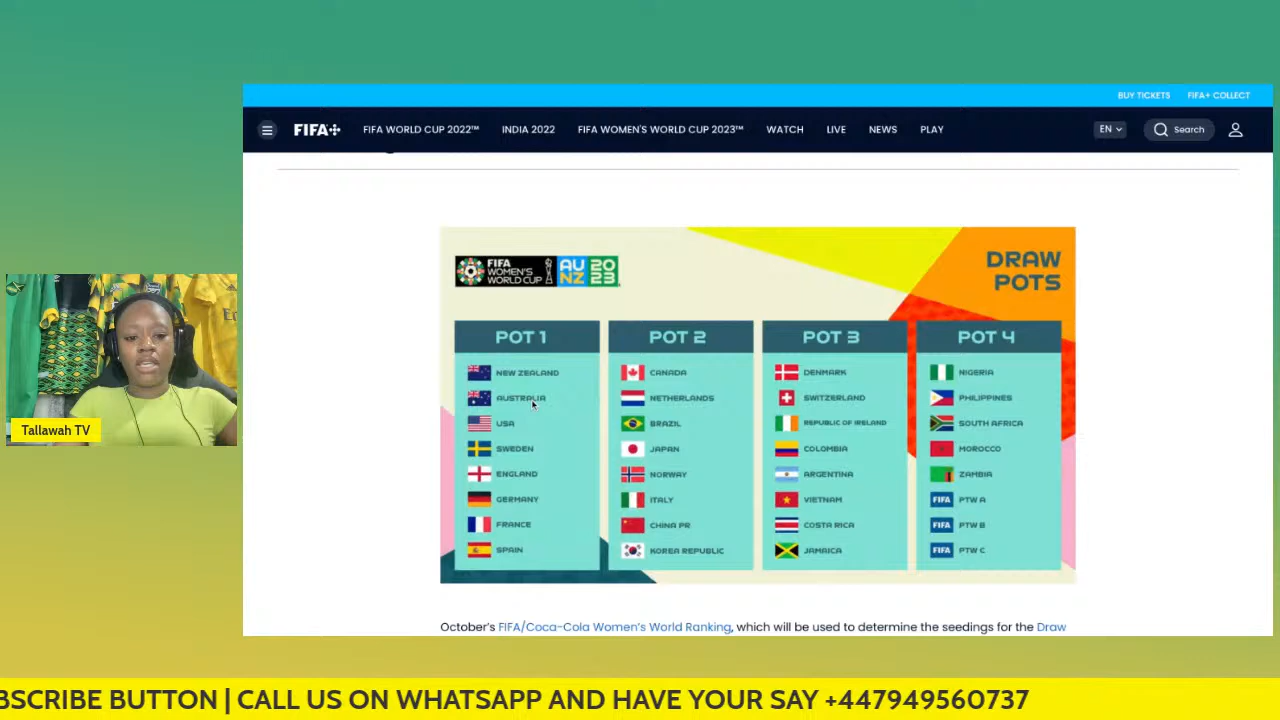 BUY TICKETS FIFA+ COLLECT
FIFA+ FIFA WORLD CUP 2022™ INDIA 2022 FIFA WOMEN'S WORLD CUP 2023™ WATCH LIVE NEWS PLAY EN Search
FIFA WOMEN'S WORLD CUP AU NZ 20 23
DRAW POTS
POT 1
NEW ZEALAND
AUSTRALIA
USA
SWEDEN
ENGLAND
GERMANY
FRANCE
SPAIN
POT 2
CANADA
NETHERLANDS
BRAZIL
JAPAN
NORWAY
ITALY
CHINA PR
KOREA REPUBLIC
POT 3
DENMARK
SWITZERLAND
REPUBLIC OF IRELAND
COLOMBIA
ARGENTINA
VIETNAM
COSTA RICA
JAMAICA
POT 4
NIGERIA
PHILIPPINES
SOUTH AFRICA
MOROCCO
ZAMBIA
FIFA PTW A
FIFA PTW B
FIFA PTW C
October's FIFA/Coca-Cola Women's World Ranking, which will be used to determine the seedings for the Draw
Tallawah TV
BSCRIBE BUTTON | CALL US ON WHATSAPP AND HAVE YOUR SAY +447949560737